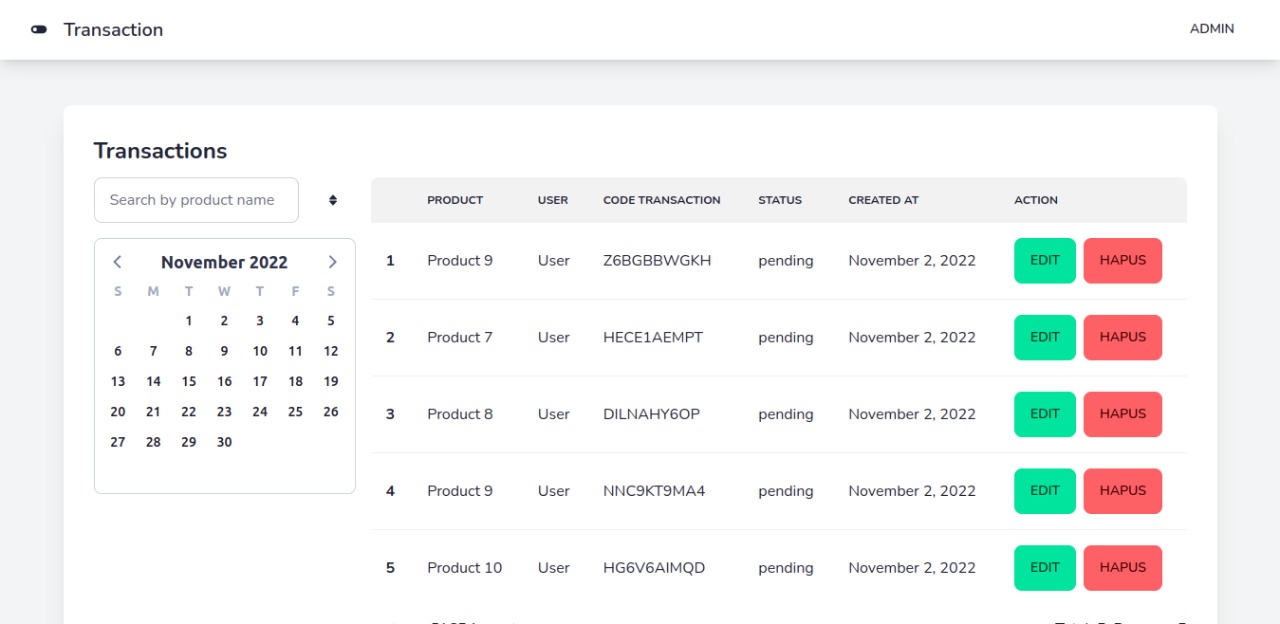 Transaction
ADMIN
Transactions
Search by product name
November 2022
S M T W T F S
1 2 3 4 5
6 7 8 9 10 11 12
13 14 15 16 17 18 19
20 21 22 23 24 25 26
27 28 29 30
PRODUCT USER CODE TRANSACTION STATUS CREATED AT ACTION
1 Product 9 User Z6BGBBWGKH pending November 2, 2022 EDIT HAPUS
2 Product 7 User HECE1AEMPT pending November 2, 2022 EDIT HAPUS
3 Product 8 User DILNAHY6OP pending November 2, 2022 EDIT HAPUS
4 Product 9 User NNC9KT9MA4 pending November 2, 2022 EDIT HAPUS
5 Product 10 User HG6V6AIMQD pending November 2, 2022 EDIT HAPUS